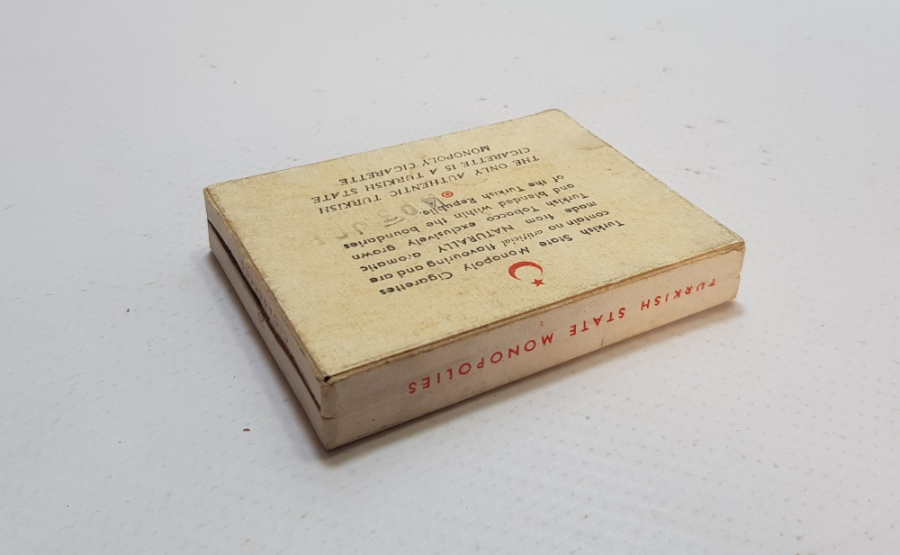 Turkish State Monopoly Cigarettes
contain no artificial flavouring and are
made from NATURALLY aromatic
Turkish Tobacco exclusively grown
and blended within the boundaries
of the Turkish Republic.
THE ONLY AUTHENTIC TURKISH
CIGARETTE IS A TURKISH STATE
MONOPOLY CIGARETTE
TURKISH STATE MONOPOLIES